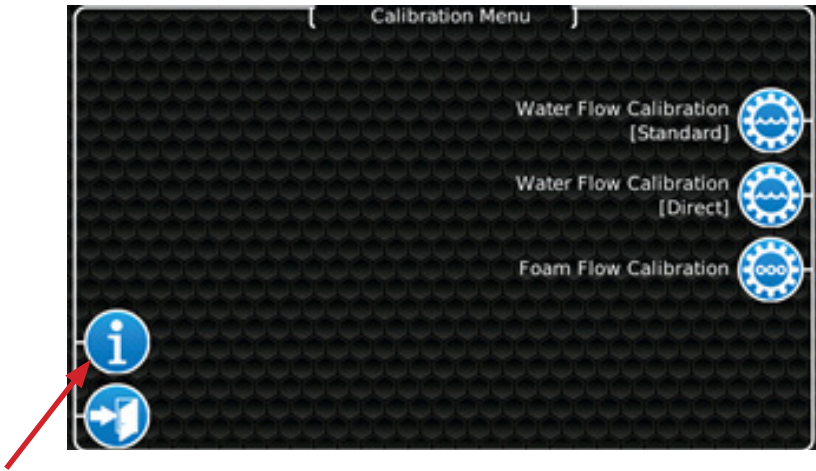 Calibration Menu
Water Flow Calibration
[Standard]
Water Flow Calibration
[Direct]
Foam Flow Calibration